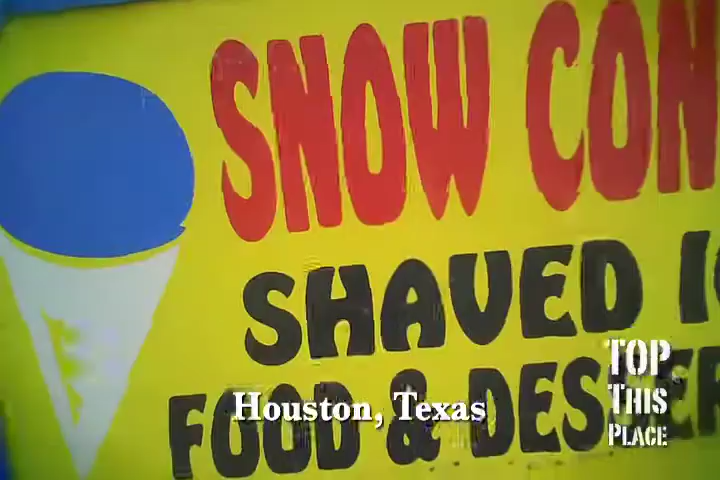 SNOW CON
SHAVED I
FOOD & DES
Houston, Texas
TOP
THIS
PLACE